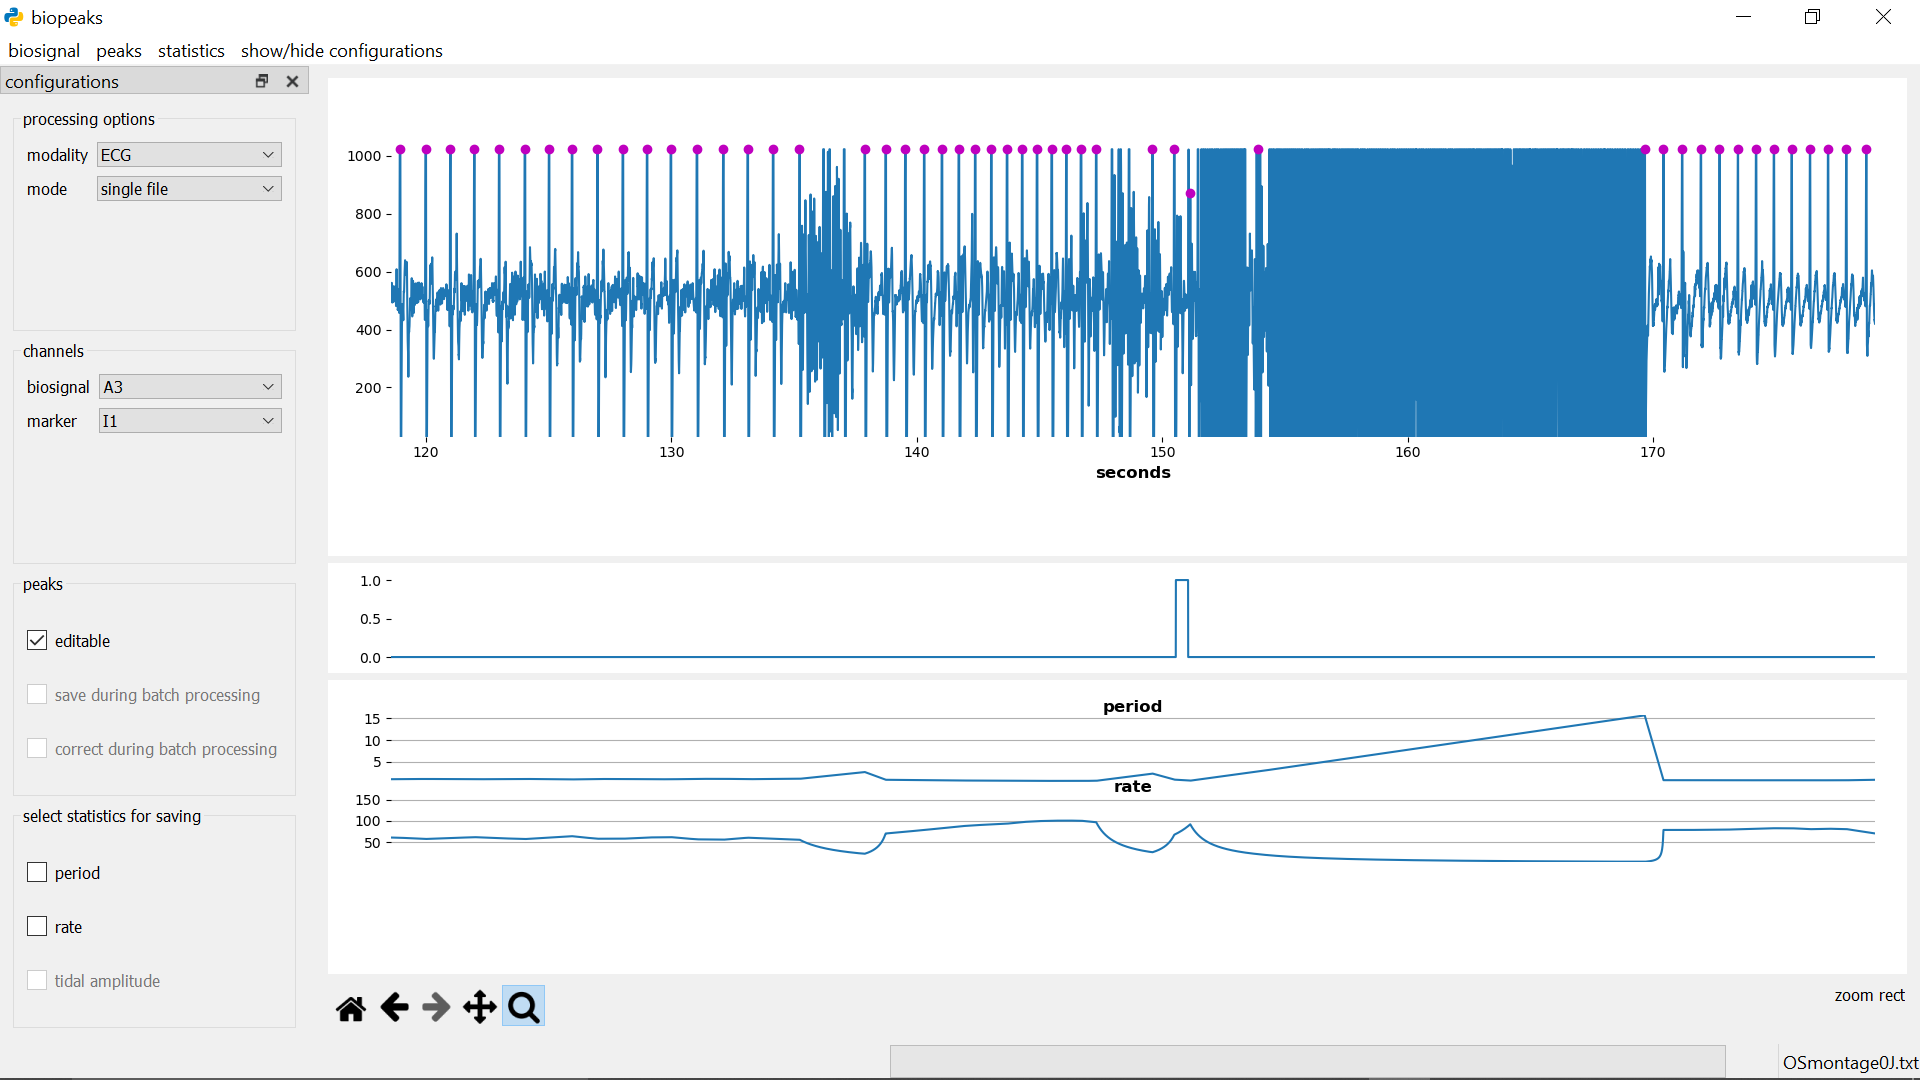 biopeaks
biosignal peaks statistics show/hide configurations
configurations
processing options
modality ECG
mode single file
channels
biosignal A3
marker I1
peaks
editable
save during batch processing
correct during batch processing
select statistics for saving
period
rate
tidal amplitude
1000
800
600
400
200
120 130 140 150 160 170
seconds
1.0
0.5
0.0
period
15
10
5
rate
150
100
50
zoom rect
OSmontage0J.txt